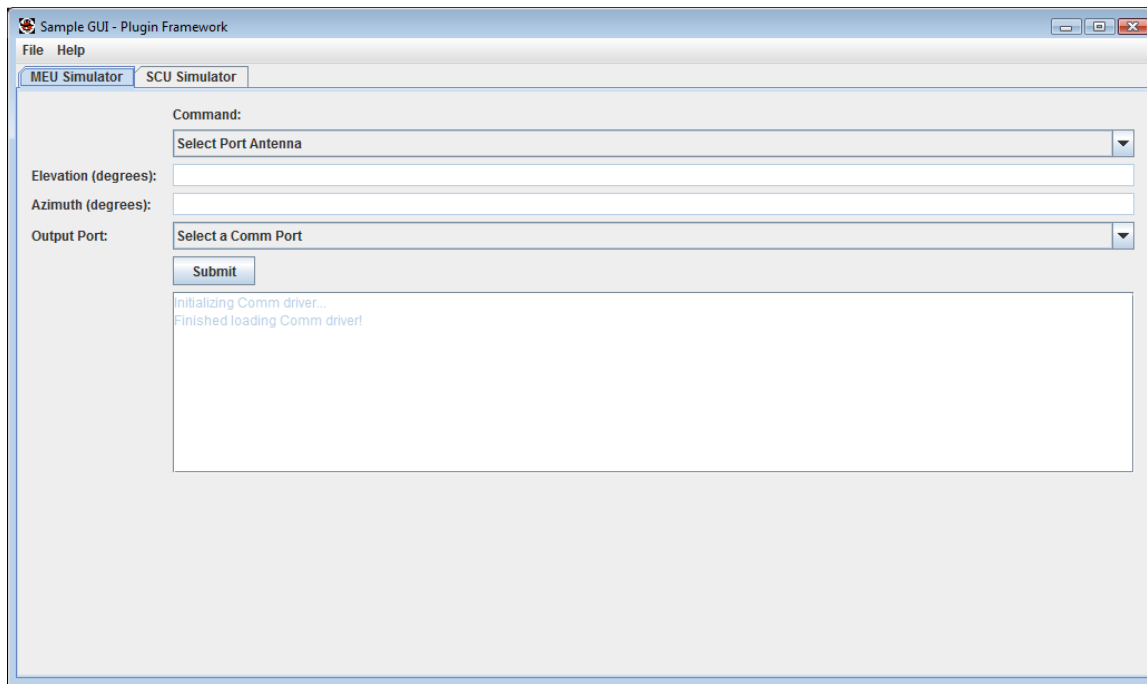 Sample GUI - Plugin Framework
File Help
MEU Simulator SCU Simulator
Command:
Select Port Antenna
Elevation (degrees):
Azimuth (degrees):
Output Port: Select a Comm Port
Submit
Initializing Comm driver...
Finished loading Comm driver!